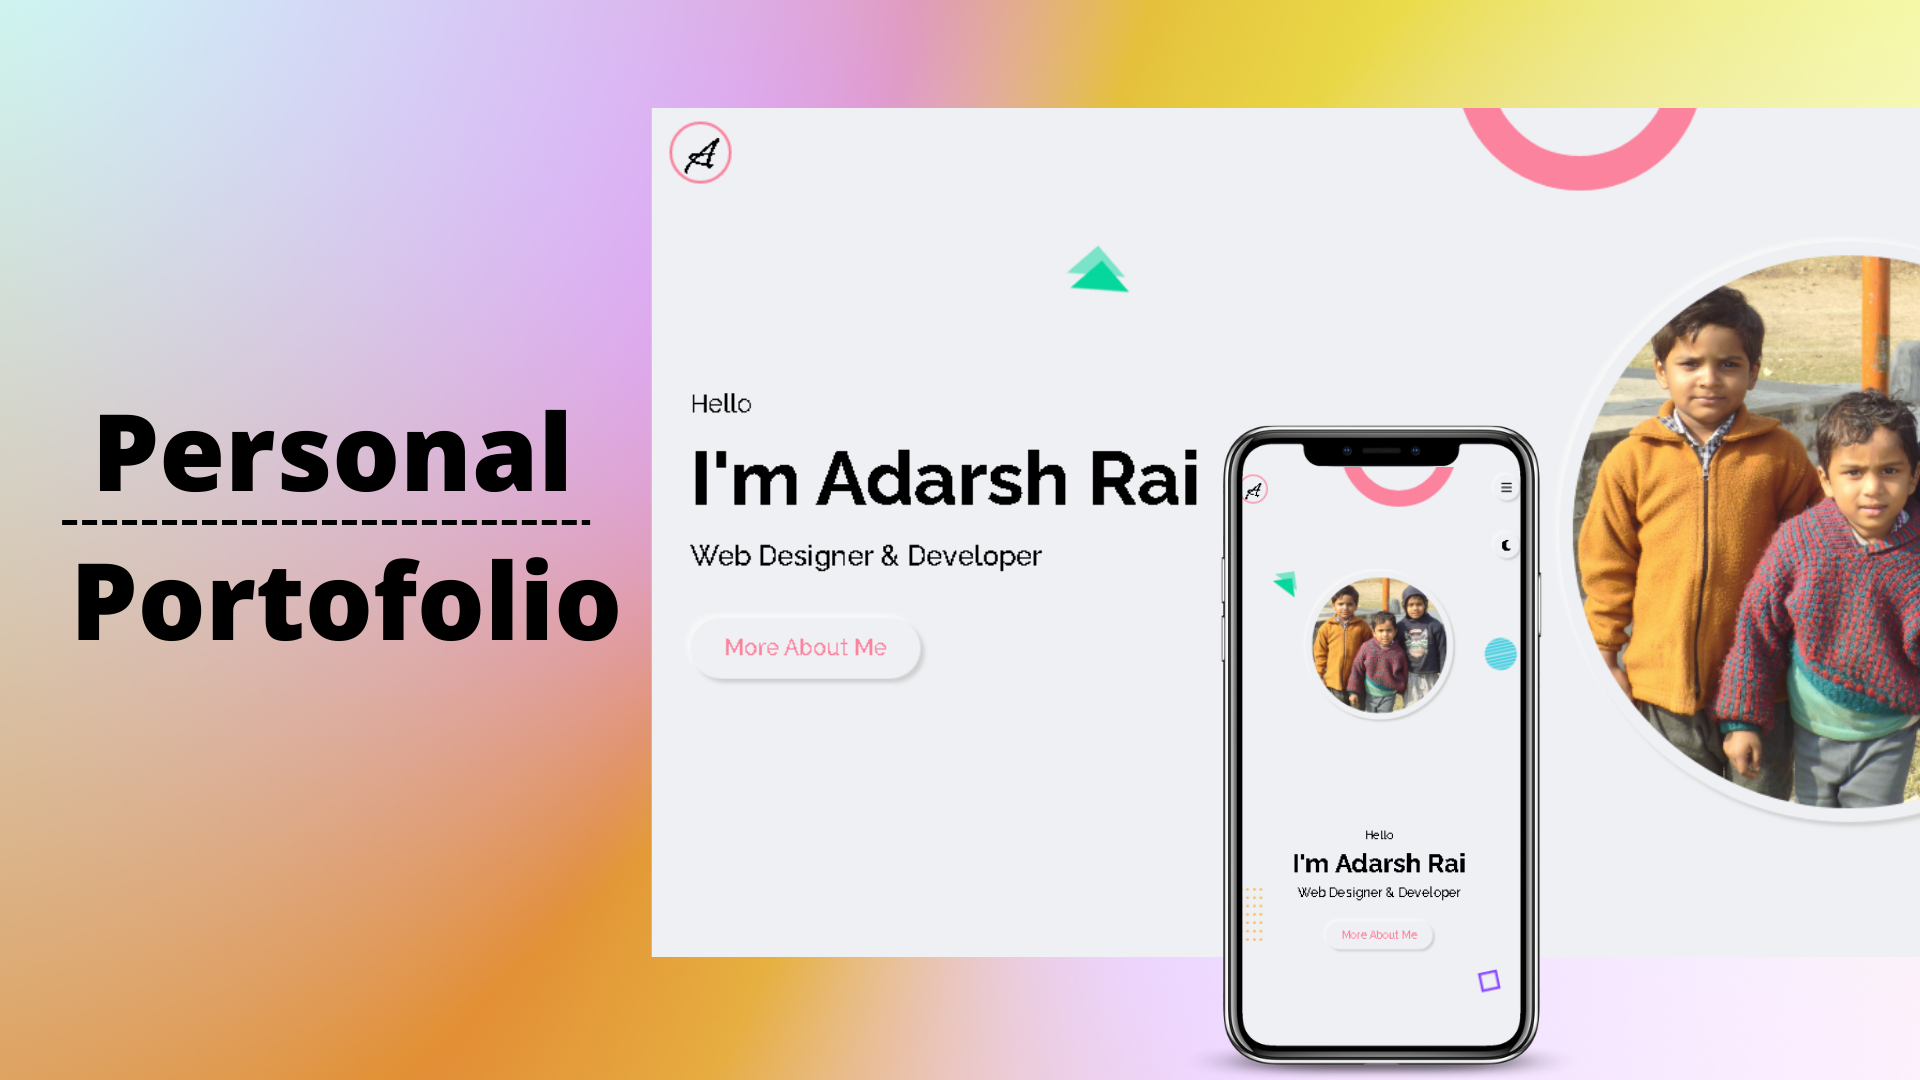 Personal
Portofolio
A
Hello
I'm Adarsh Rai
Web Designer & Developer
More About Me
A
Hello
I'm Adarsh Rai
Web Designer & Developer
More About Me